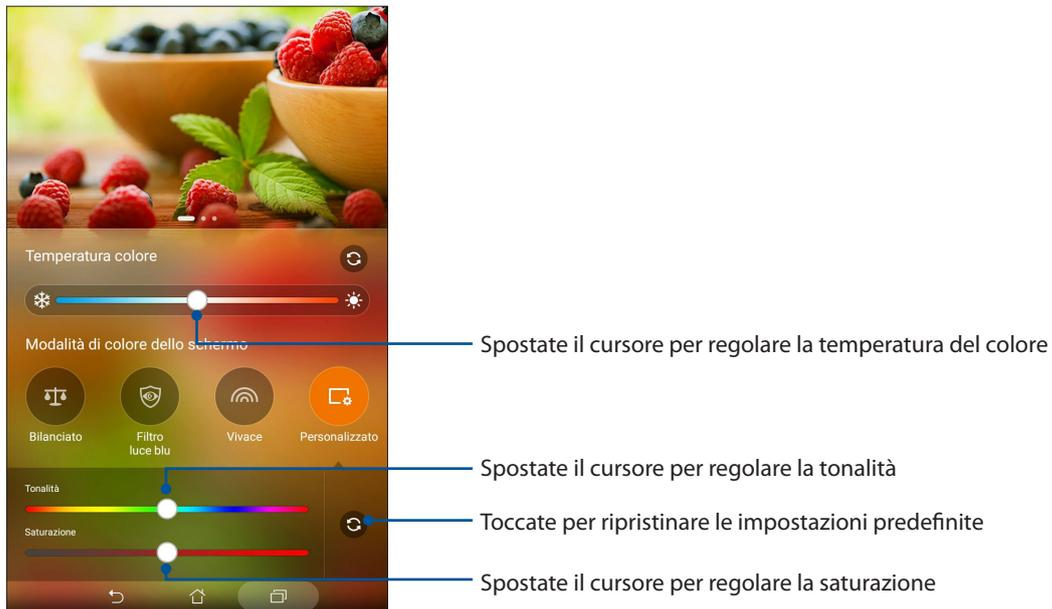 Temperatura colore
Spostate il cursore per regolare la temperatura del colore
Modalità di colore dello schermo
Bilanciato
Filtro
luce blu
Vivace
Personalizzato
Spostate il cursore per regolare la tonalità
Tonalità
Toccate per ripristinare le impostazioni predefinite
Saturazione
Spostate il cursore per regolare la saturazione